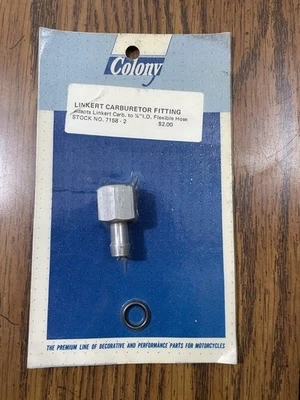 Colony
LINKERT CARBURETOR FITTING
Adapts Linkert Carb. to ¼" I.D. Flexible Hose
STOCK NO. 7158 - 2 $2.00
THE PREMIUM LINE OF DECORATIVE AND PERFORMANCE PARTS FOR MOTORCYCLES